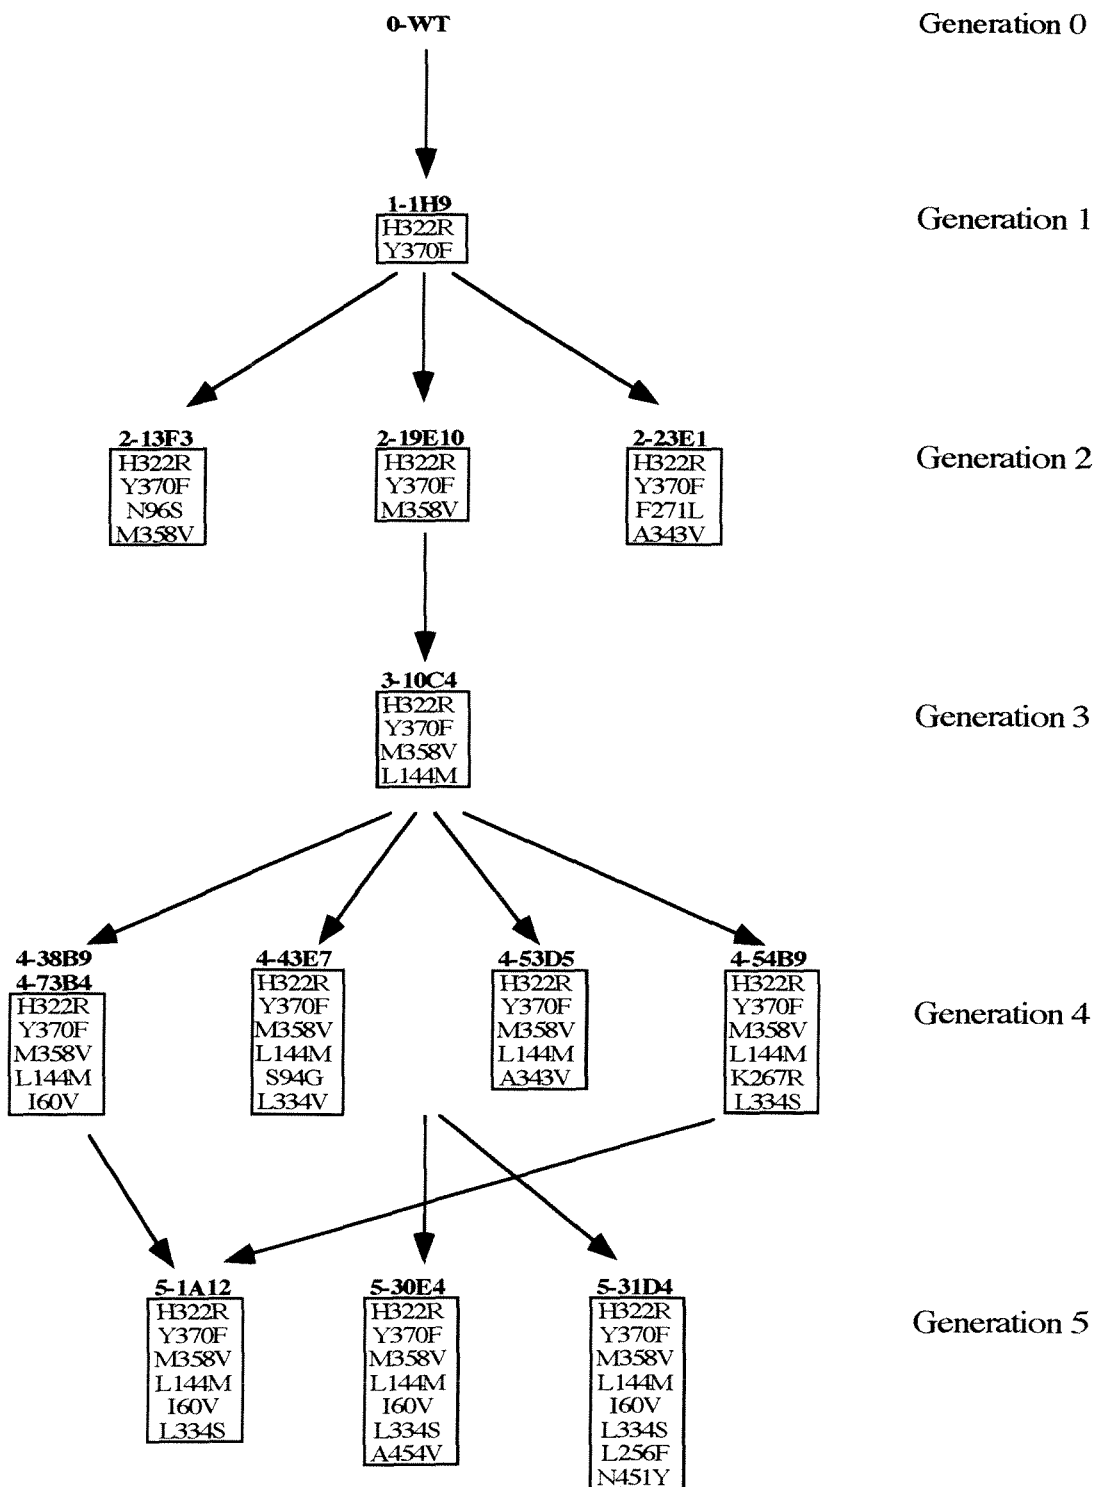 0-WT
Generation 0
1-1H9
H322R
Y370F
Generation 1
2-13F3
H322R
Y370F
N96S
M358V
2-19E10
H322R
Y370F
M358V
2-23E1
H322R
Y370F
F271L
A343V
Generation 2
3-10C4
H322R
Y370F
M358V
L144M
Generation 3
4-38B9
4-73B4
H322R
Y370F
M358V
L144M
I60V
4-43E7
H322R
Y370F
M358V
L144M
S94G
L334V
4-53D5
H322R
Y370F
M358V
L144M
A343V
4-54B9
H322R
Y370F
M358V
L144M
K267R
L334S
Generation 4
5-1A12
H322R
Y370F
M358V
L144M
I60V
L334S
5-30E4
H322R
Y370F
M358V
L144M
I60V
L334S
A454V
5-31D4
H322R
Y370F
M358V
L144M
I60V
L334S
L256F
N451Y
Generation 5